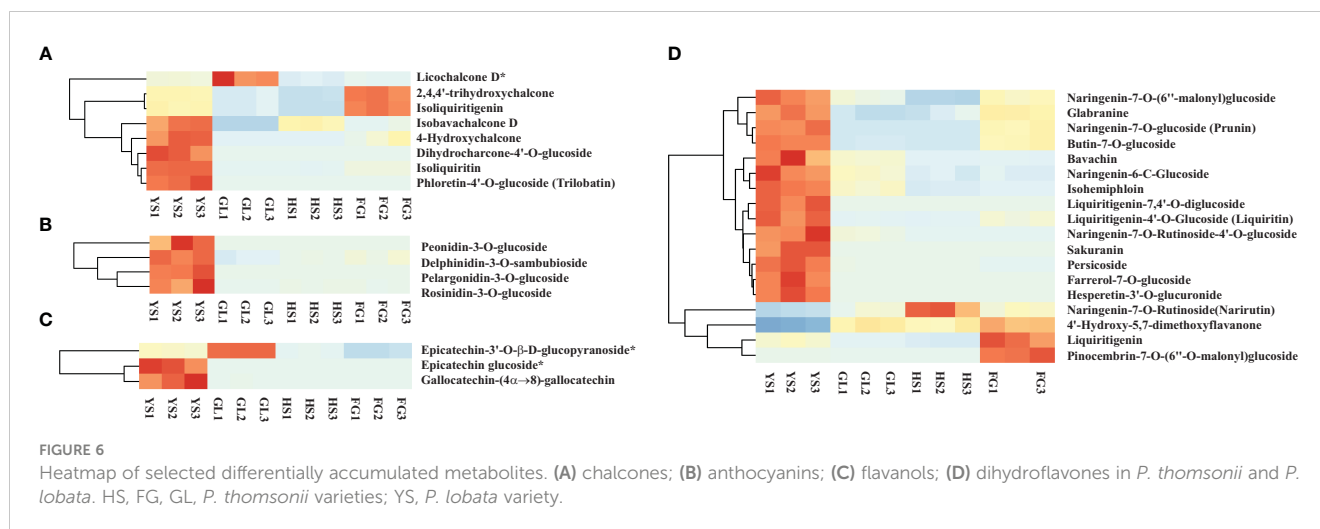 A
Licochalcone D*
2,4,4'-trihydroxychalcone
Isoliquiritigenin
Isobavachalcone D
4-Hydroxychalcone
Dihydrocharcone-4'-O-glucoside
Isoliquiritin
Phloretin-4'-O-glucoside (Trilobatin)
YS1 YS2 YS3 GL1 GL2 GL3 HS1 HS2 HS3 FG1 FG2 FG3
B
Peonidin-3-O-glucoside
Delphinidin-3-O-sambubioside
Pelargonidin-3-O-glucoside
Rosinidin-3-O-glucoside
YS1 YS2 YS3 GL1 GL2 GL3 HS1 HS2 HS3 FG1 FG2 FG3
C
Epicatechin-3'-O-β-D-glucopyranoside*
Epicatechin glucoside*
Gallocatechin-(4α→8)-gallocatechin
YS1 YS2 YS3 GL1 GL2 GL3 HS1 HS2 HS3 FG1 FG2 FG3
D
Naringenin-7-O-(6''-malonyl)glucoside
Glabranine
Naringenin-7-O-glucoside (Prunin)
Butin-7-O-glucoside
Bavachin
Naringenin-6-C-Glucoside
Isohemiphloin
Liquiritigenin-7,4'-O-diglucoside
Liquiritigenin-4'-O-Glucoside (Liquiritin)
Naringenin-7-O-Rutinoside-4'-O-glucoside
Sakuranin
Persicoside
Farrerol-7-O-glucoside
Hesperetin-3'-O-glucuronide
Naringenin-7-O-Rutinoside(Narirutin)
4'-Hydroxy-5,7-dimethoxyflavanone
Liquiritigenin
Pinocembrin-7-O-(6''-O-malonyl)glucoside
YS1 YS2 YS3 GL1 GL2 GL3 HS1 HS2 HS3 FG1 FG3
FIGURE 6
Heatmap of selected differentially accumulated metabolites. (A) chalcones; (B) anthocyanins; (C) flavanols; (D) dihydroflavones in P. thomsonii and P.
lobata. HS, FG, GL, P. thomsonii varieties; YS, P. lobata variety.